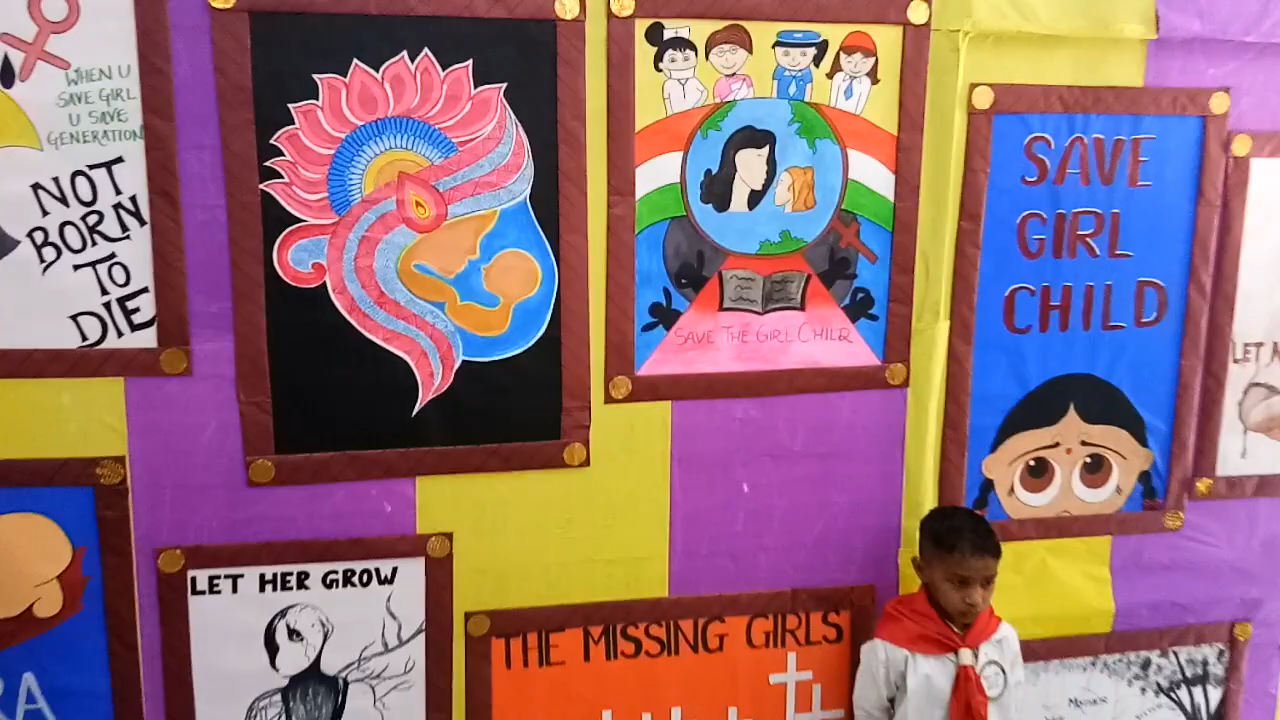 WHEN U
SAVE GIRL
U SAVE
GENERATION
NOT
BORN
TO
DIE
SAVE THE GIRL CHILD
SAVE
GIRL
CHILD
LET
LET HER GROW
THE MISSING GIRLS